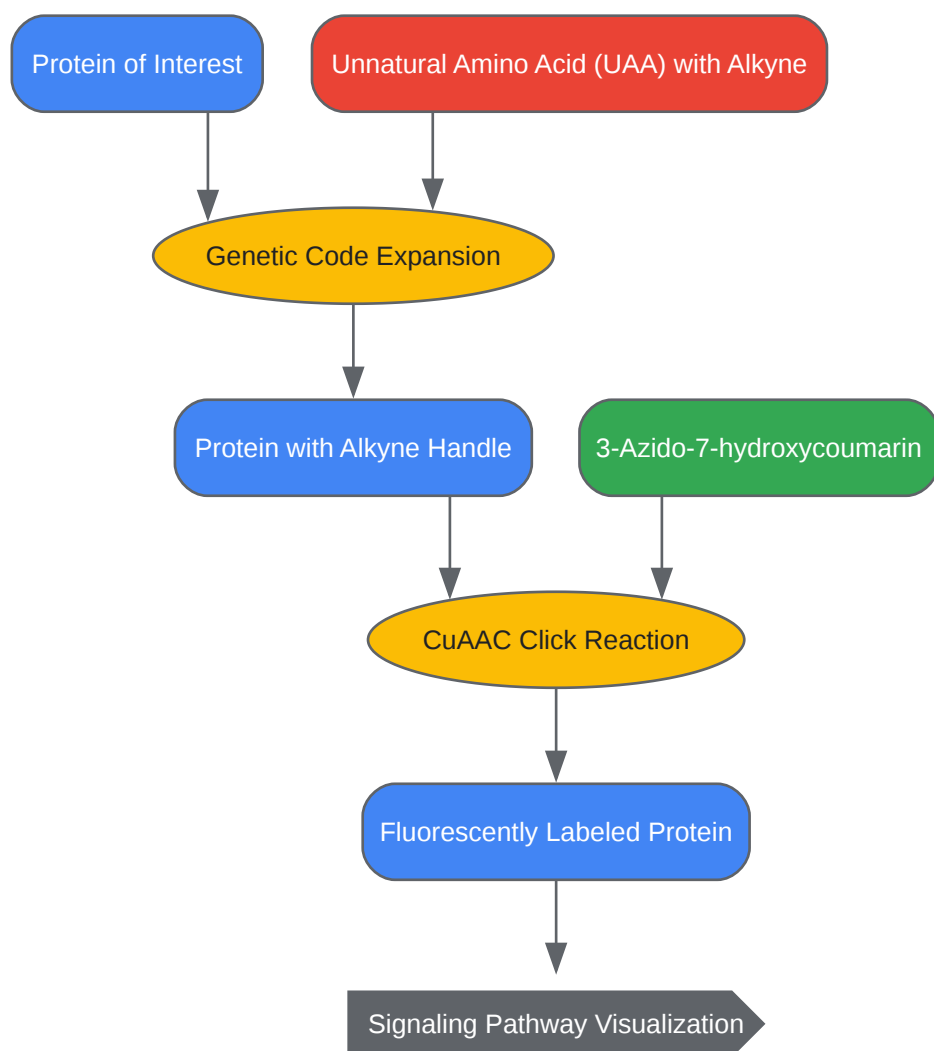 Protein of Interest
Unnatural Amino Acid (UAA) with Alkyne
Genetic Code Expansion
Protein with Alkyne Handle
3-Azido-7-hydroxycoumarin
CuAAC Click Reaction
Fluorescently Labeled Protein
Signaling Pathway Visualization